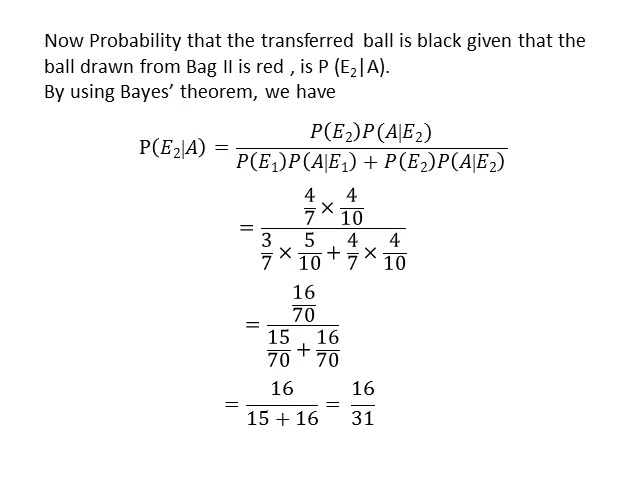 Now Probability that the transferred ball is black given that the
ball drawn from Bag II is red , is P (E₂|A).
By using Bayes’ theorem, we have
P(E₂|A) = P(E₂)P(A|E₂) / P(E₁)P(A|E₁) + P(E₂)P(A|E₂)
= 4/7 × 4/10 / 3/7 × 5/10 + 4/7 × 4/10
= 16/70 / 15/70 + 16/70
= 16 / 15 + 16 = 16/31